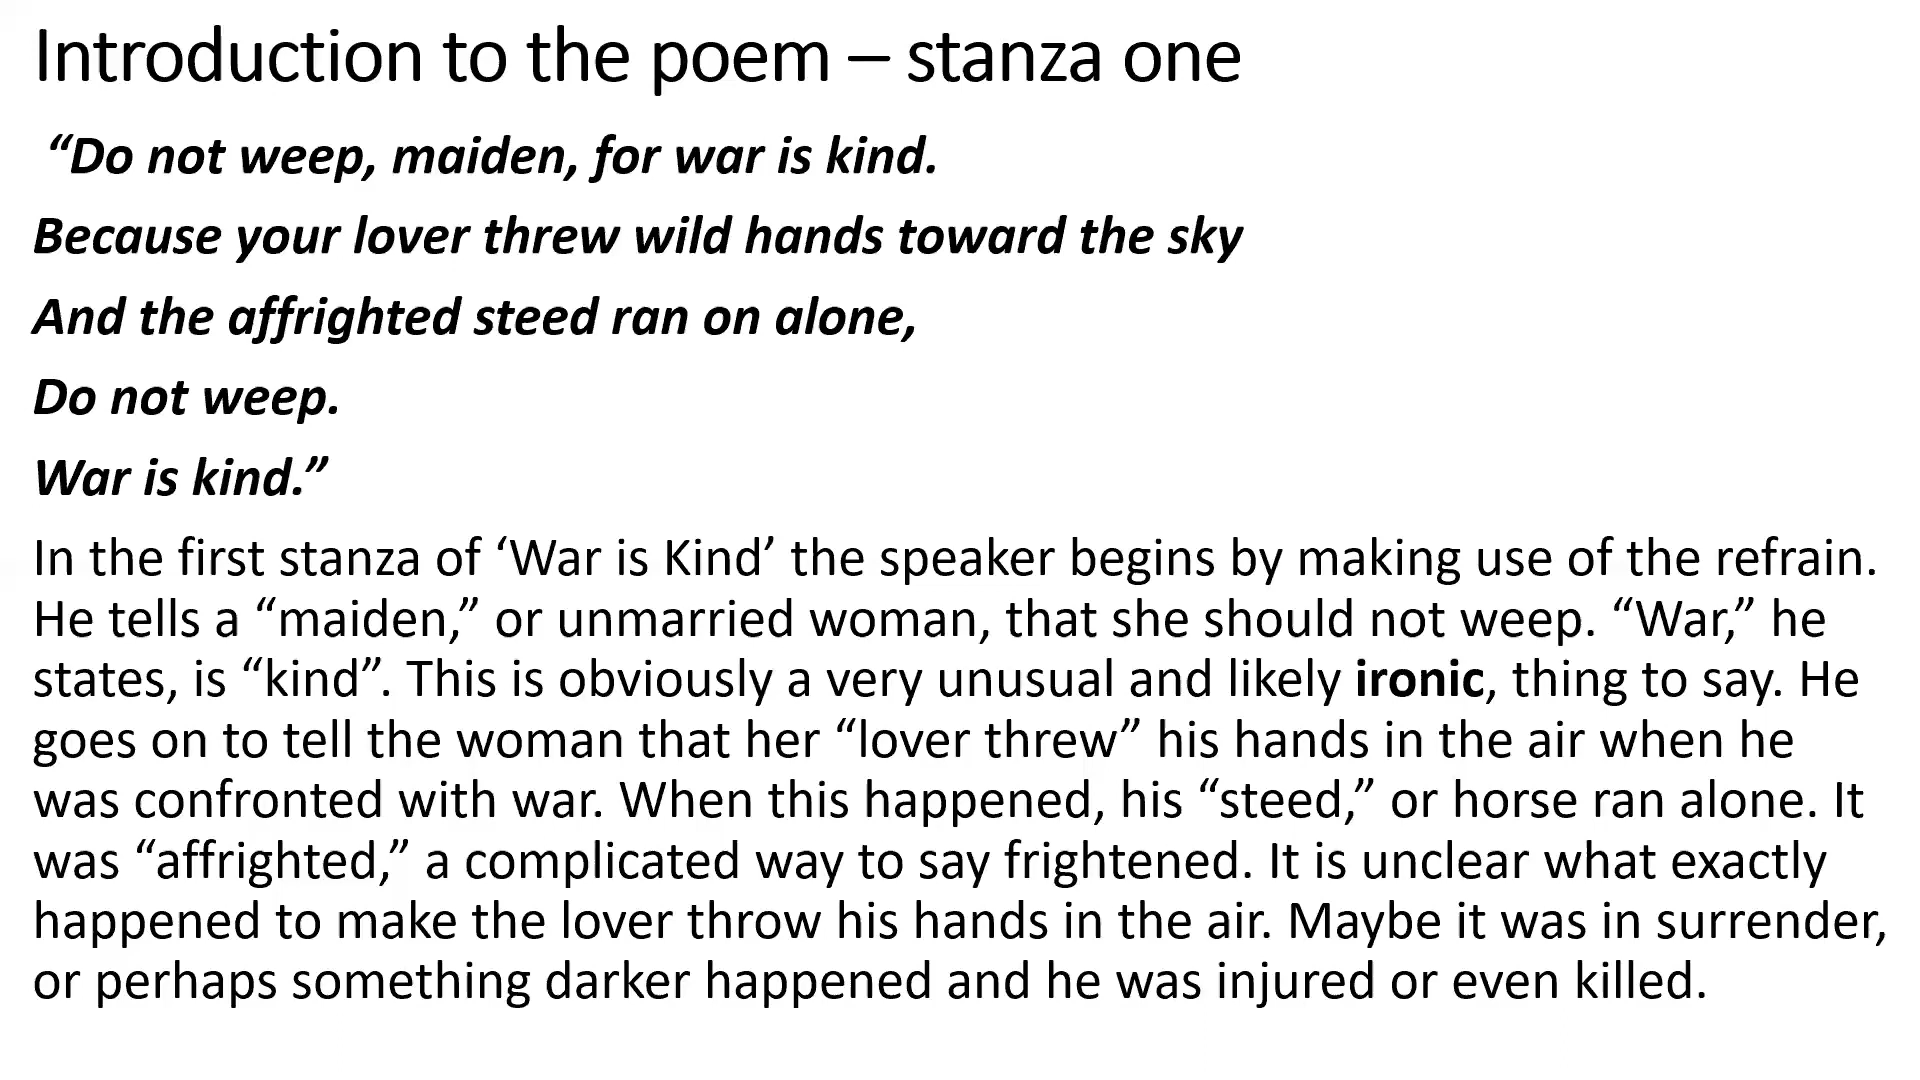 Introduction to the poem – stanza one
“Do not weep, maiden, for war is kind.
Because your lover threw wild hands toward the sky
And the affrighted steed ran on alone,
Do not weep.
War is kind.”
In the first stanza of ‘War is Kind’ the speaker begins by making use of the refrain.
He tells a “maiden,” or unmarried woman, that she should not weep. “War,” he
states, is “kind”. This is obviously a very unusual and likely ironic, thing to say. He
goes on to tell the woman that her “lover threw” his hands in the air when he
was confronted with war. When this happened, his “steed,” or horse ran alone. It
was “affrighted,” a complicated way to say frightened. It is unclear what exactly
happened to make the lover throw his hands in the air. Maybe it was in surrender,
or perhaps something darker happened and he was injured or even killed.